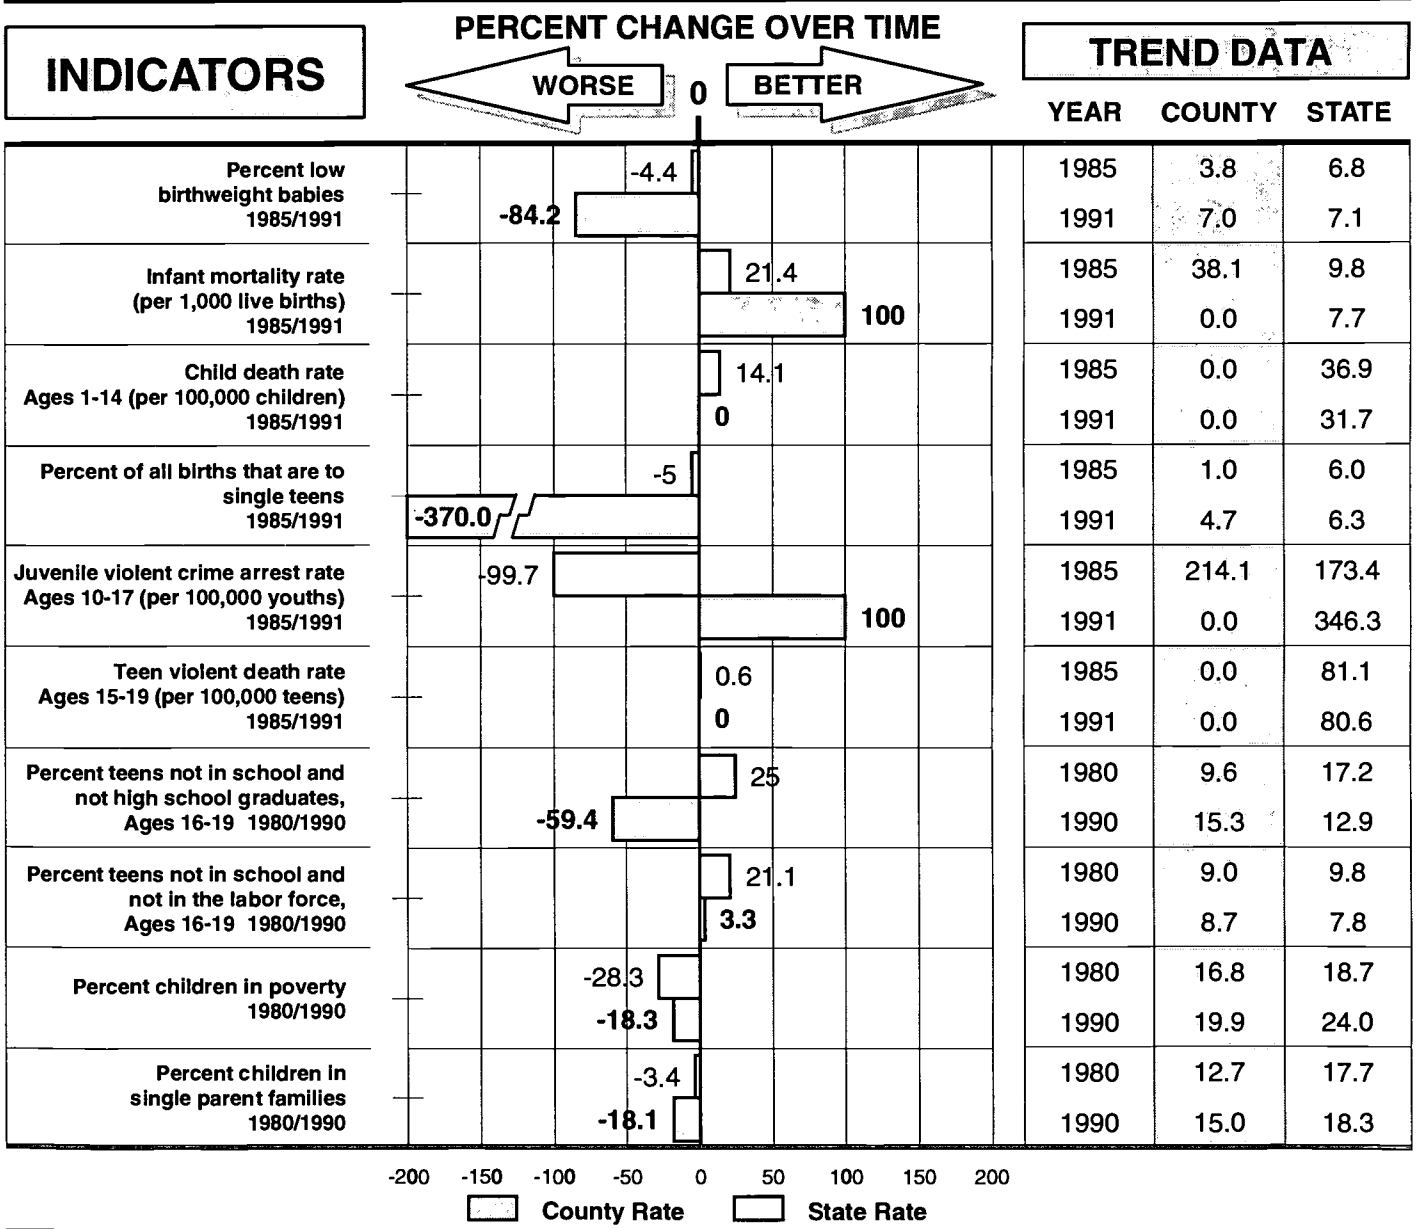 PERCENT CHANGE OVER TIME
INDICATORS
WORSE
0
BETTER
TREND DATA
YEAR COUNTY STATE
Percent low
birthweight babies
1985/1991
-4.4
-84.2
1985 3.8 6.8
1991 7.0 7.1
Infant mortality rate
(per 1,000 live births)
1985/1991
21.4
100
1985 38.1 9.8
1991 0.0 7.7
Child death rate
Ages 1-14 (per 100,000 children)
1985/1991
14.1
0
1985 0.0 36.9
1991 0.0 31.7
Percent of all births that are to
single teens
1985/1991
-5
-370.0
1985 1.0 6.0
1991 4.7 6.3
Juvenile violent crime arrest rate
Ages 10-17 (per 100,000 youths)
1985/1991
-99.7
100
1985 214.1 173.4
1991 0.0 346.3
Teen violent death rate
Ages 15-19 (per 100,000 teens)
1985/1991
0.6
0
1985 0.0 81.1
1991 0.0 80.6
Percent teens not in school and
not high school graduates,
Ages 16-19 1980/1990
25
-59.4
1980 9.6 17.2
1990 15.3 12.9
Percent teens not in school and
not in the labor force,
Ages 16-19 1980/1990
21.1
3.3
1980 9.0 9.8
1990 8.7 7.8
Percent children in poverty
1980/1990
-28.3
-18.3
1980 16.8 18.7
1990 19.9 24.0
Percent children in
single parent families
1980/1990
-3.4
-18.1
1980 12.7 17.7
1990 15.0 18.3
-200 -150 -100 -50 0 50 100 150 200
County Rate State Rate